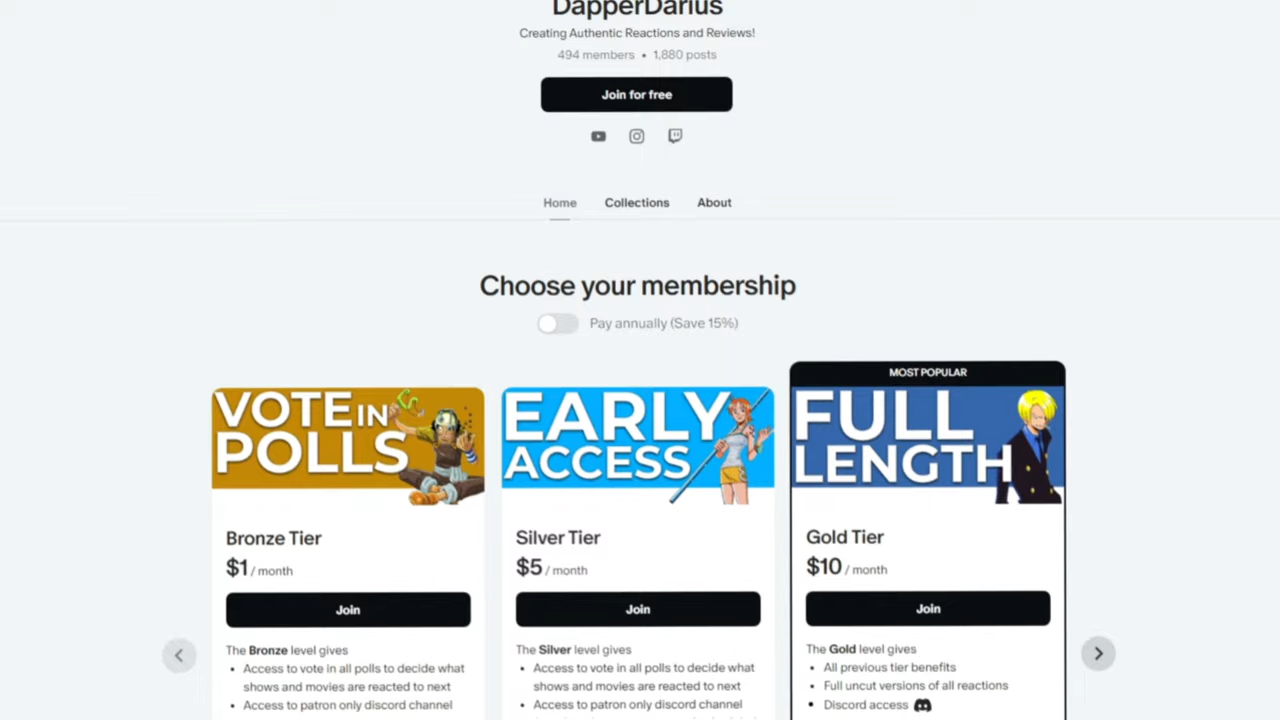 DapperDarius
Creating Authentic Reactions and Reviews!
494 members • 1,880 posts
Join for free
Home Collections About
Choose your membership
Pay annually (Save 15%)
VOTE IN
POLLS
Bronze Tier
$1 / month
Join
The Bronze level gives
• Access to vote in all polls to decide what
shows and movies are reacted to next
• Access to patron only discord channel
EARLY
ACCESS
Silver Tier
$5 / month
Join
The Silver level gives
• Access to vote in all polls to decide what
shows and movies are reacted to next
• Access to patron only discord channel
MOST POPULAR
FULL
LENGTH
Gold Tier
$10 / month
Join
The Gold level gives
• All previous tier benefits
• Full uncut versions of all reactions
• Discord access